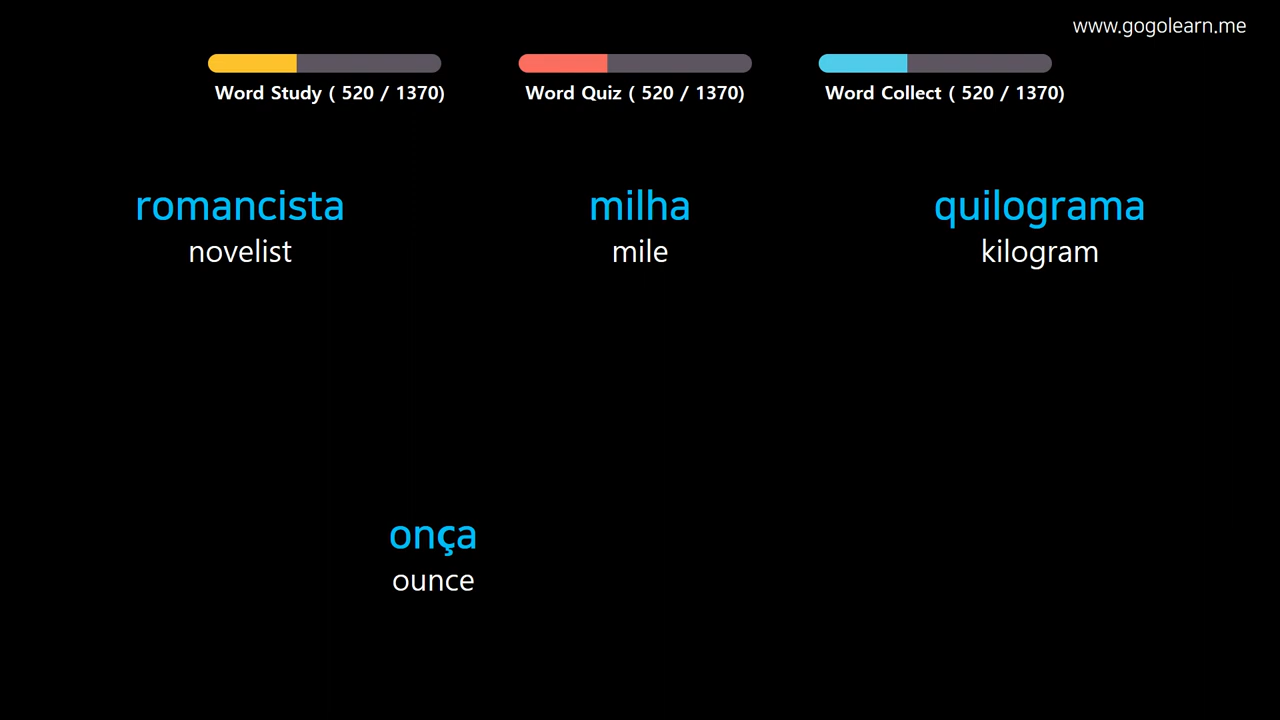 www.gogolearn.me
Word Study ( 520 / 1370)
Word Quiz ( 520 / 1370)
Word Collect ( 520 / 1370)
romancista
novelist
milha
mile
quilograma
kilogram
onça
ounce